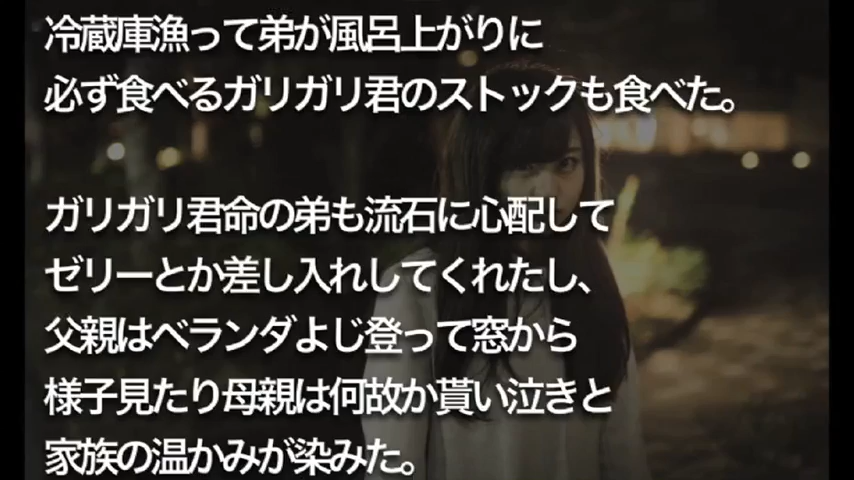 冷蔵庫漁って弟が風呂上がりに
必ず食べるガリガリ君のストックも食べた。
ガリガリ君命の弟も流石に心配して
ゼリーとか差し入れしてくれたし、
父親はベランダよじ登って窓から
様子見たり母親は何故か貰い泣きと
家族の温かみが染みた。